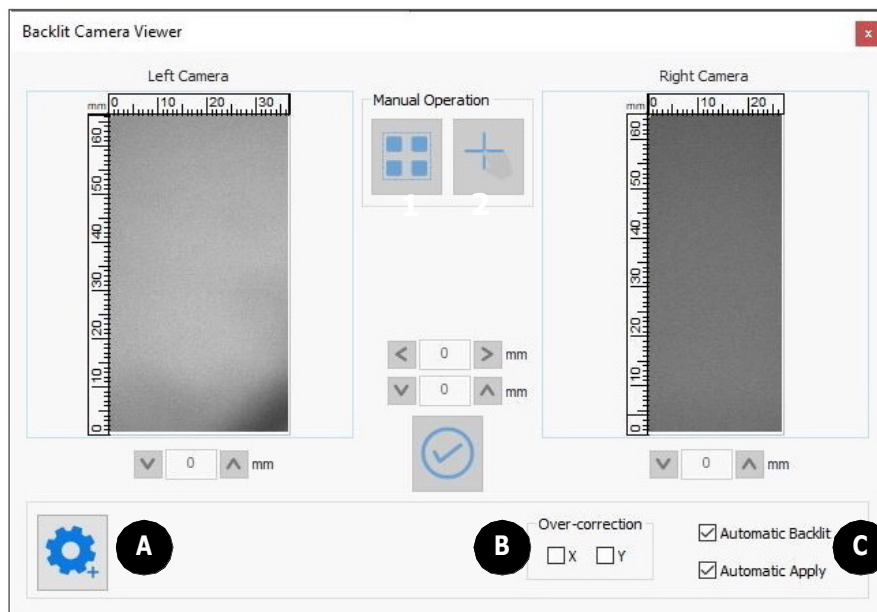 Backlit Camera Viewer x
Left Camera
Right Camera
Manual Operation
mm 0 10 20 30
mm 0 10 20
60
50
40
30
20
10
0
60
50
40
30
20
10
0
1 2
0 mm
0 mm
0 mm
0 mm
A
B
Over-correction
X Y
Automatic Backlit
Automatic Apply
C